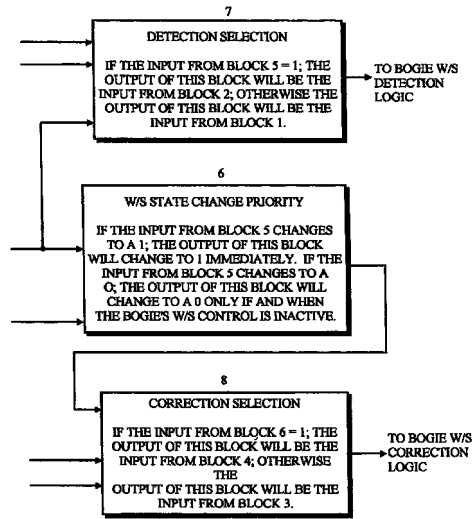 7
DETECTION SELECTION
IF THE INPUT FROM BLOCK 5 = 1; THE
OUTPUT OF THIS BLOCK WILL BE THE
INPUT FROM BLOCK 2; OTHERWISE THE
OUTPUT OF THIS BLOCK WILL BE THE
INPUT FROM BLOCK 1.
TO BOGIE W/S
DETECTION
LOGIC
6
W/S STATE CHANGE PRIORITY
IF THE INPUT FROM BLOCK 5 CHANGES
TO A 1; THE OUTPUT OF THIS BLOCK
WILL CHANGE TO 1 IMMEDIATELY. IF THE
INPUT FROM BLOCK 5 CHANGES TO A
O; THE OUTPUT OF THIS BLOCK WILL
CHANGE TO A 0 ONLY IF AND WHEN
THE BOGIE'S W/S CONTROL IS INACTIVE.
8
CORRECTION SELECTION
IF THE INPUT FROM BLOCK 6 = 1; THE
OUTPUT OF THIS BLOCK WILL BE THE
INPUT FROM BLOCK 4; OTHERWISE
THE
OUTPUT OF THIS BLOCK WILL BE THE
INPUT FROM BLOCK 3.
TO BOGIE W/S
CORRECTION
LOGIC